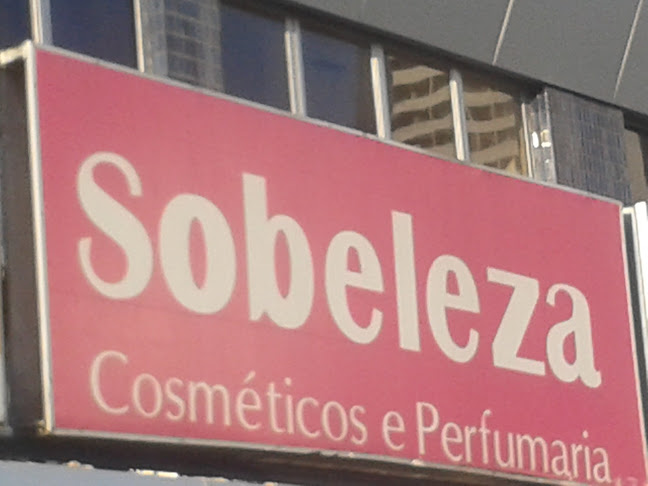 Sobeleza
Cosméticos e Perfumaria